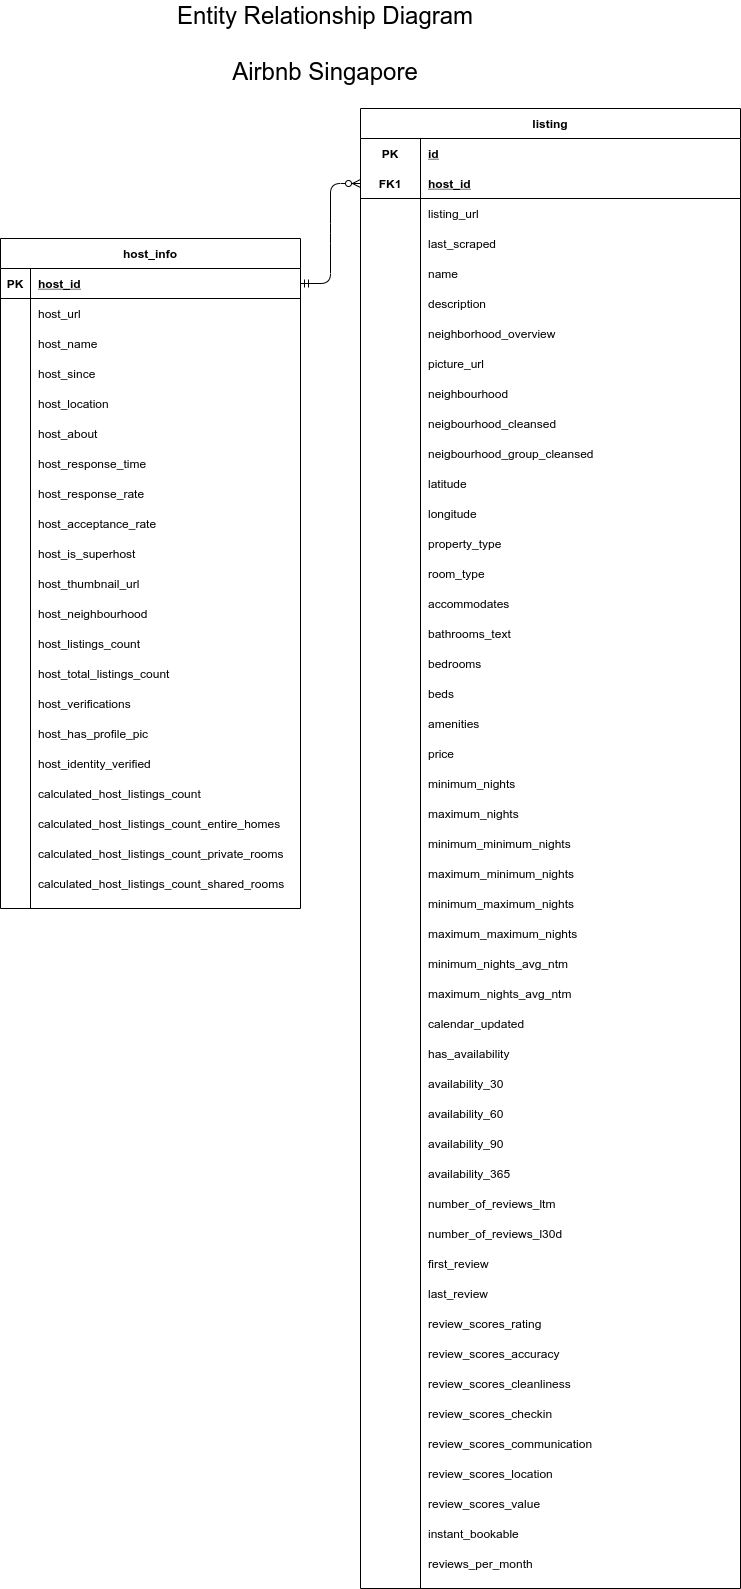 Entity Relationship Diagram
Airbnb Singapore
host_info
PK host_id
host_url
host_name
host_since
host_location
host_about
host_response_time
host_response_rate
host_acceptance_rate
host_is_superhost
host_thumbnail_url
host_neighbourhood
host_listings_count
host_total_listings_count
host_verifications
host_has_profile_pic
host_identity_verified
calculated_host_listings_count
calculated_host_listings_count_entire_homes
calculated_host_listings_count_private_rooms
calculated_host_listings_count_shared_rooms
listing
PK id
FK1 host_id
listing_url
last_scraped
name
description
neighborhood_overview
picture_url
neighbourhood
neigbourhood_cleansed
neigbourhood_group_cleansed
latitude
longitude
property_type
room_type
accommodates
bathrooms_text
bedrooms
beds
amenities
price
minimum_nights
maximum_nights
minimum_minimum_nights
maximum_minimum_nights
minimum_maximum_nights
maximum_maximum_nights
minimum_nights_avg_ntm
maximum_nights_avg_ntm
calendar_updated
has_availability
availability_30
availability_60
availability_90
availability_365
number_of_reviews_ltm
number_of_reviews_l30d
first_review
last_review
review_scores_rating
review_scores_accuracy
review_scores_cleanliness
review_scores_checkin
review_scores_communication
review_scores_location
review_scores_value
instant_bookable
reviews_per_month